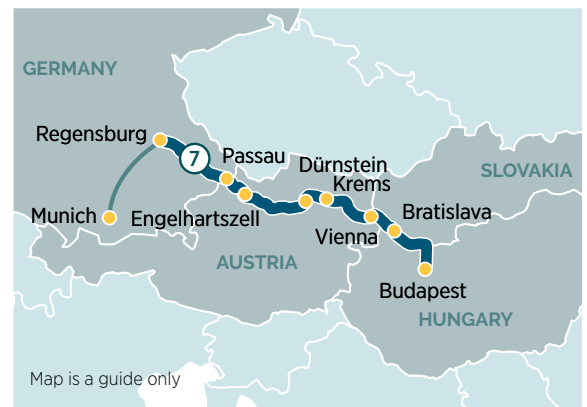 GERMANY
Regensburg
7
Passau
Dürnstein
Krems
SLOVAKIA
Munich
Engelhartszell
Bratislava
Vienna
AUSTRIA
Budapest
HUNGARY
Map is a guide only